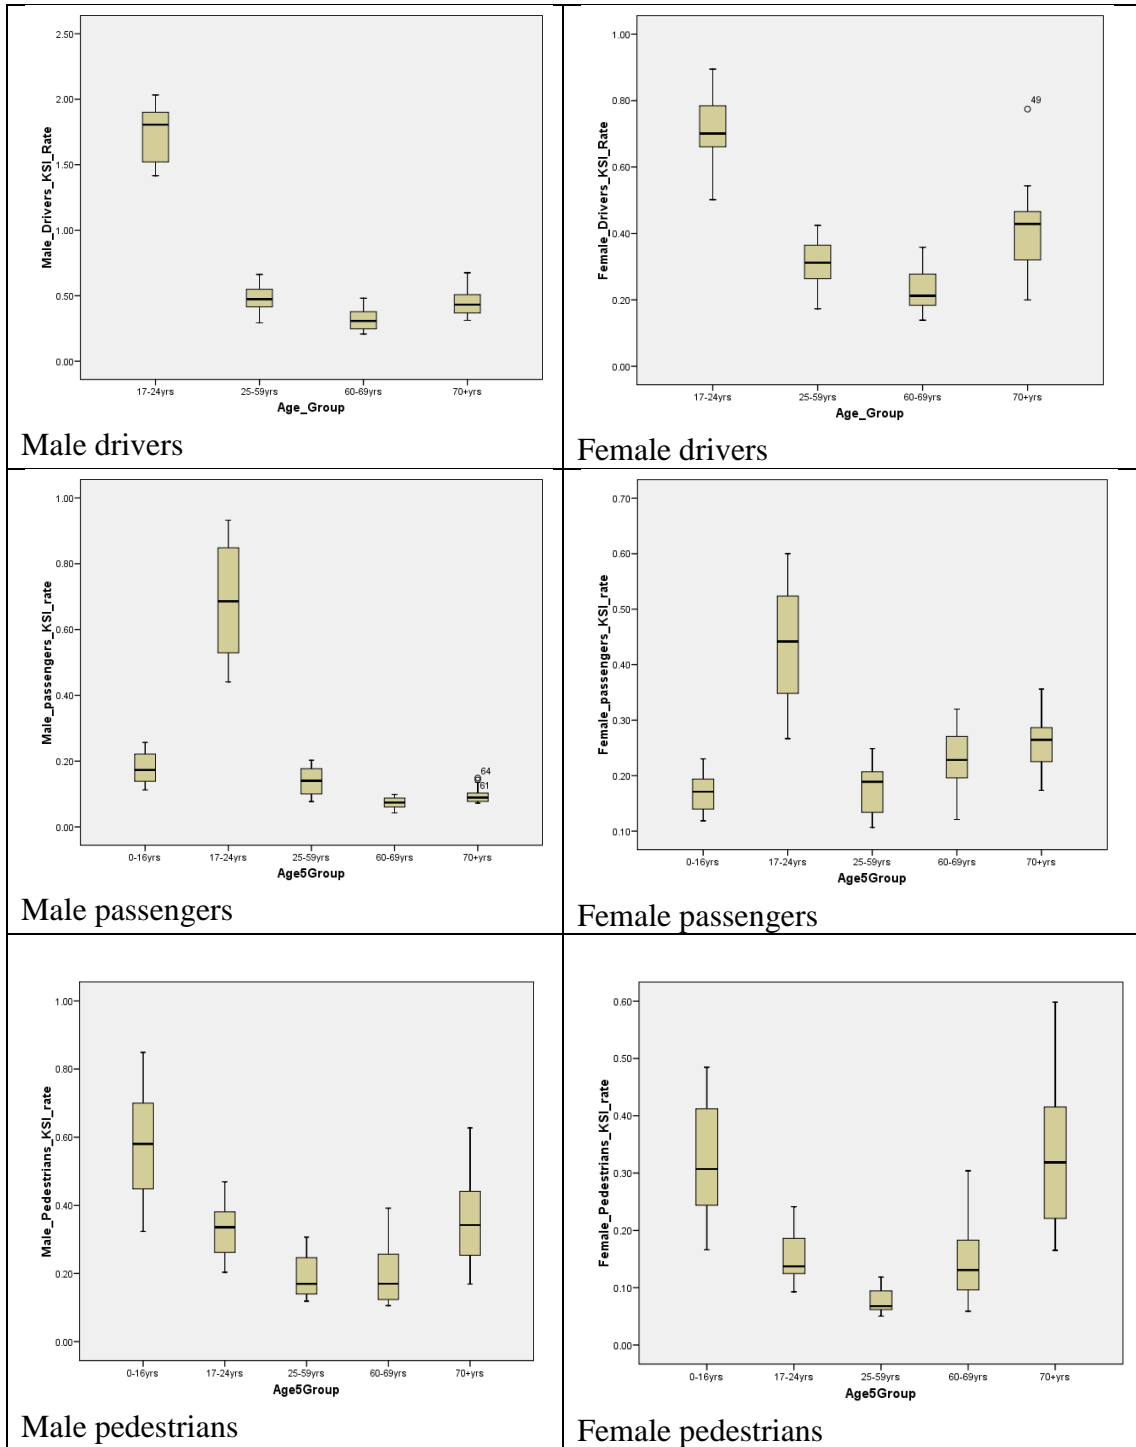 2.50
2.00
1.50
1.00
0.50
0.00
Male_Drivers_KSI_Rate
17-24yrs 25-59yrs 60-69yrs 70+yrs
Age_Group
Male drivers
1.00
0.80
0.60
0.40
0.20
0.00
Female_Drivers_KSI_Rate
49
17-24yrs 25-59yrs 60-69yrs 70+yrs
Age_Group
Female drivers
1.00
0.80
0.60
0.40
0.20
0.00
Male_passengers_KSI_rate
64
61
0-16yrs 17-24yrs 25-59yrs 60-69yrs 70+yrs
Age5Group
Male passengers
0.70
0.60
0.50
0.40
0.30
0.20
0.10
Female_passengers_KSI_rate
0-16yrs 17-24yrs 25-59yrs 60-69yrs 70+yrs
Age5Group
Female passengers
1.00
0.80
0.60
0.40
0.20
0.00
Male_Pedestrians_KSI_rate
0-16yrs 17-24yrs 25-59yrs 60-69yrs 70+yrs
Age5Group
Male pedestrians
0.60
0.50
0.40
0.30
0.20
0.10
0.00
Female_Pedestrians_KSI_rate
0-16yrs 17-24yrs 25-59yrs 60-69yrs 70+yrs
Age5Group
Female pedestrians